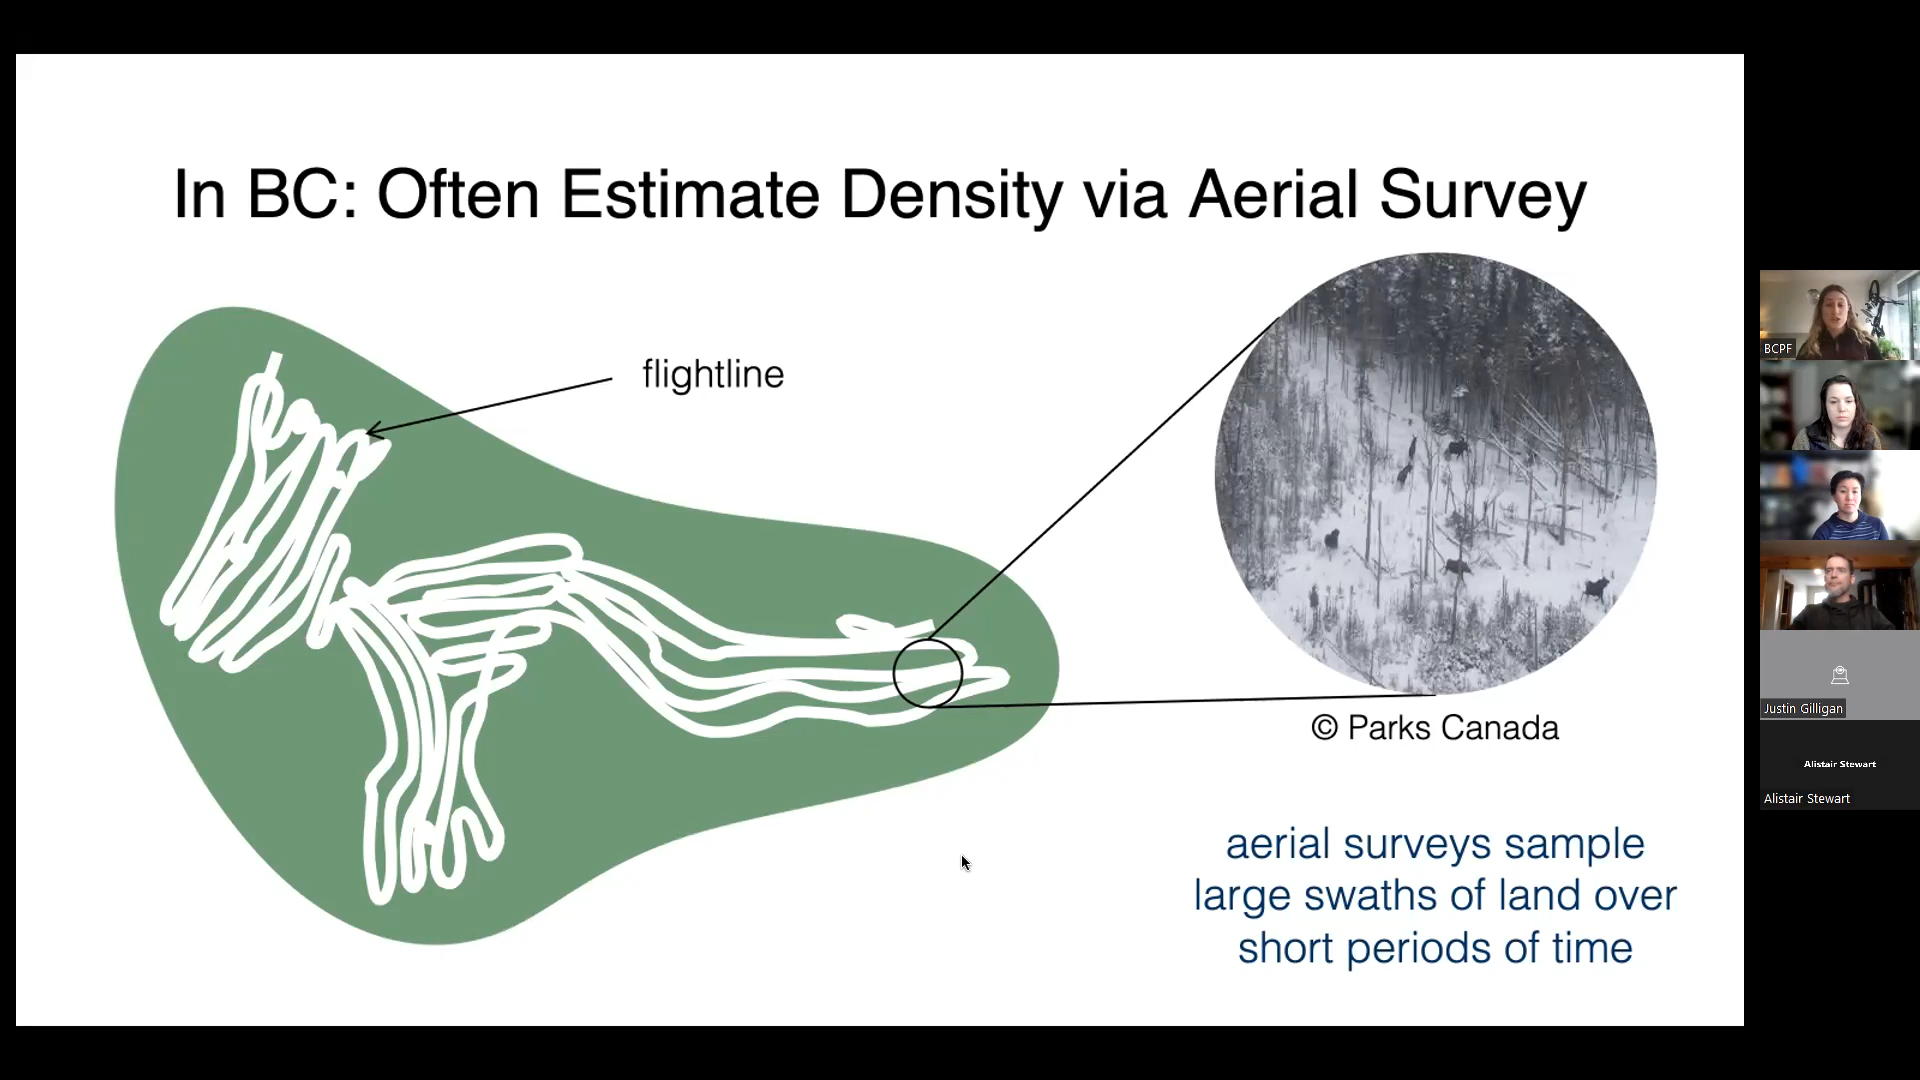 In BC: Often Estimate Density via Aerial Survey
flightline
© Parks Canada
aerial surveys sample
large swaths of land over
short periods of time
BCPF
Justin Gilligan
Alistair Stewart
Alistair Stewart